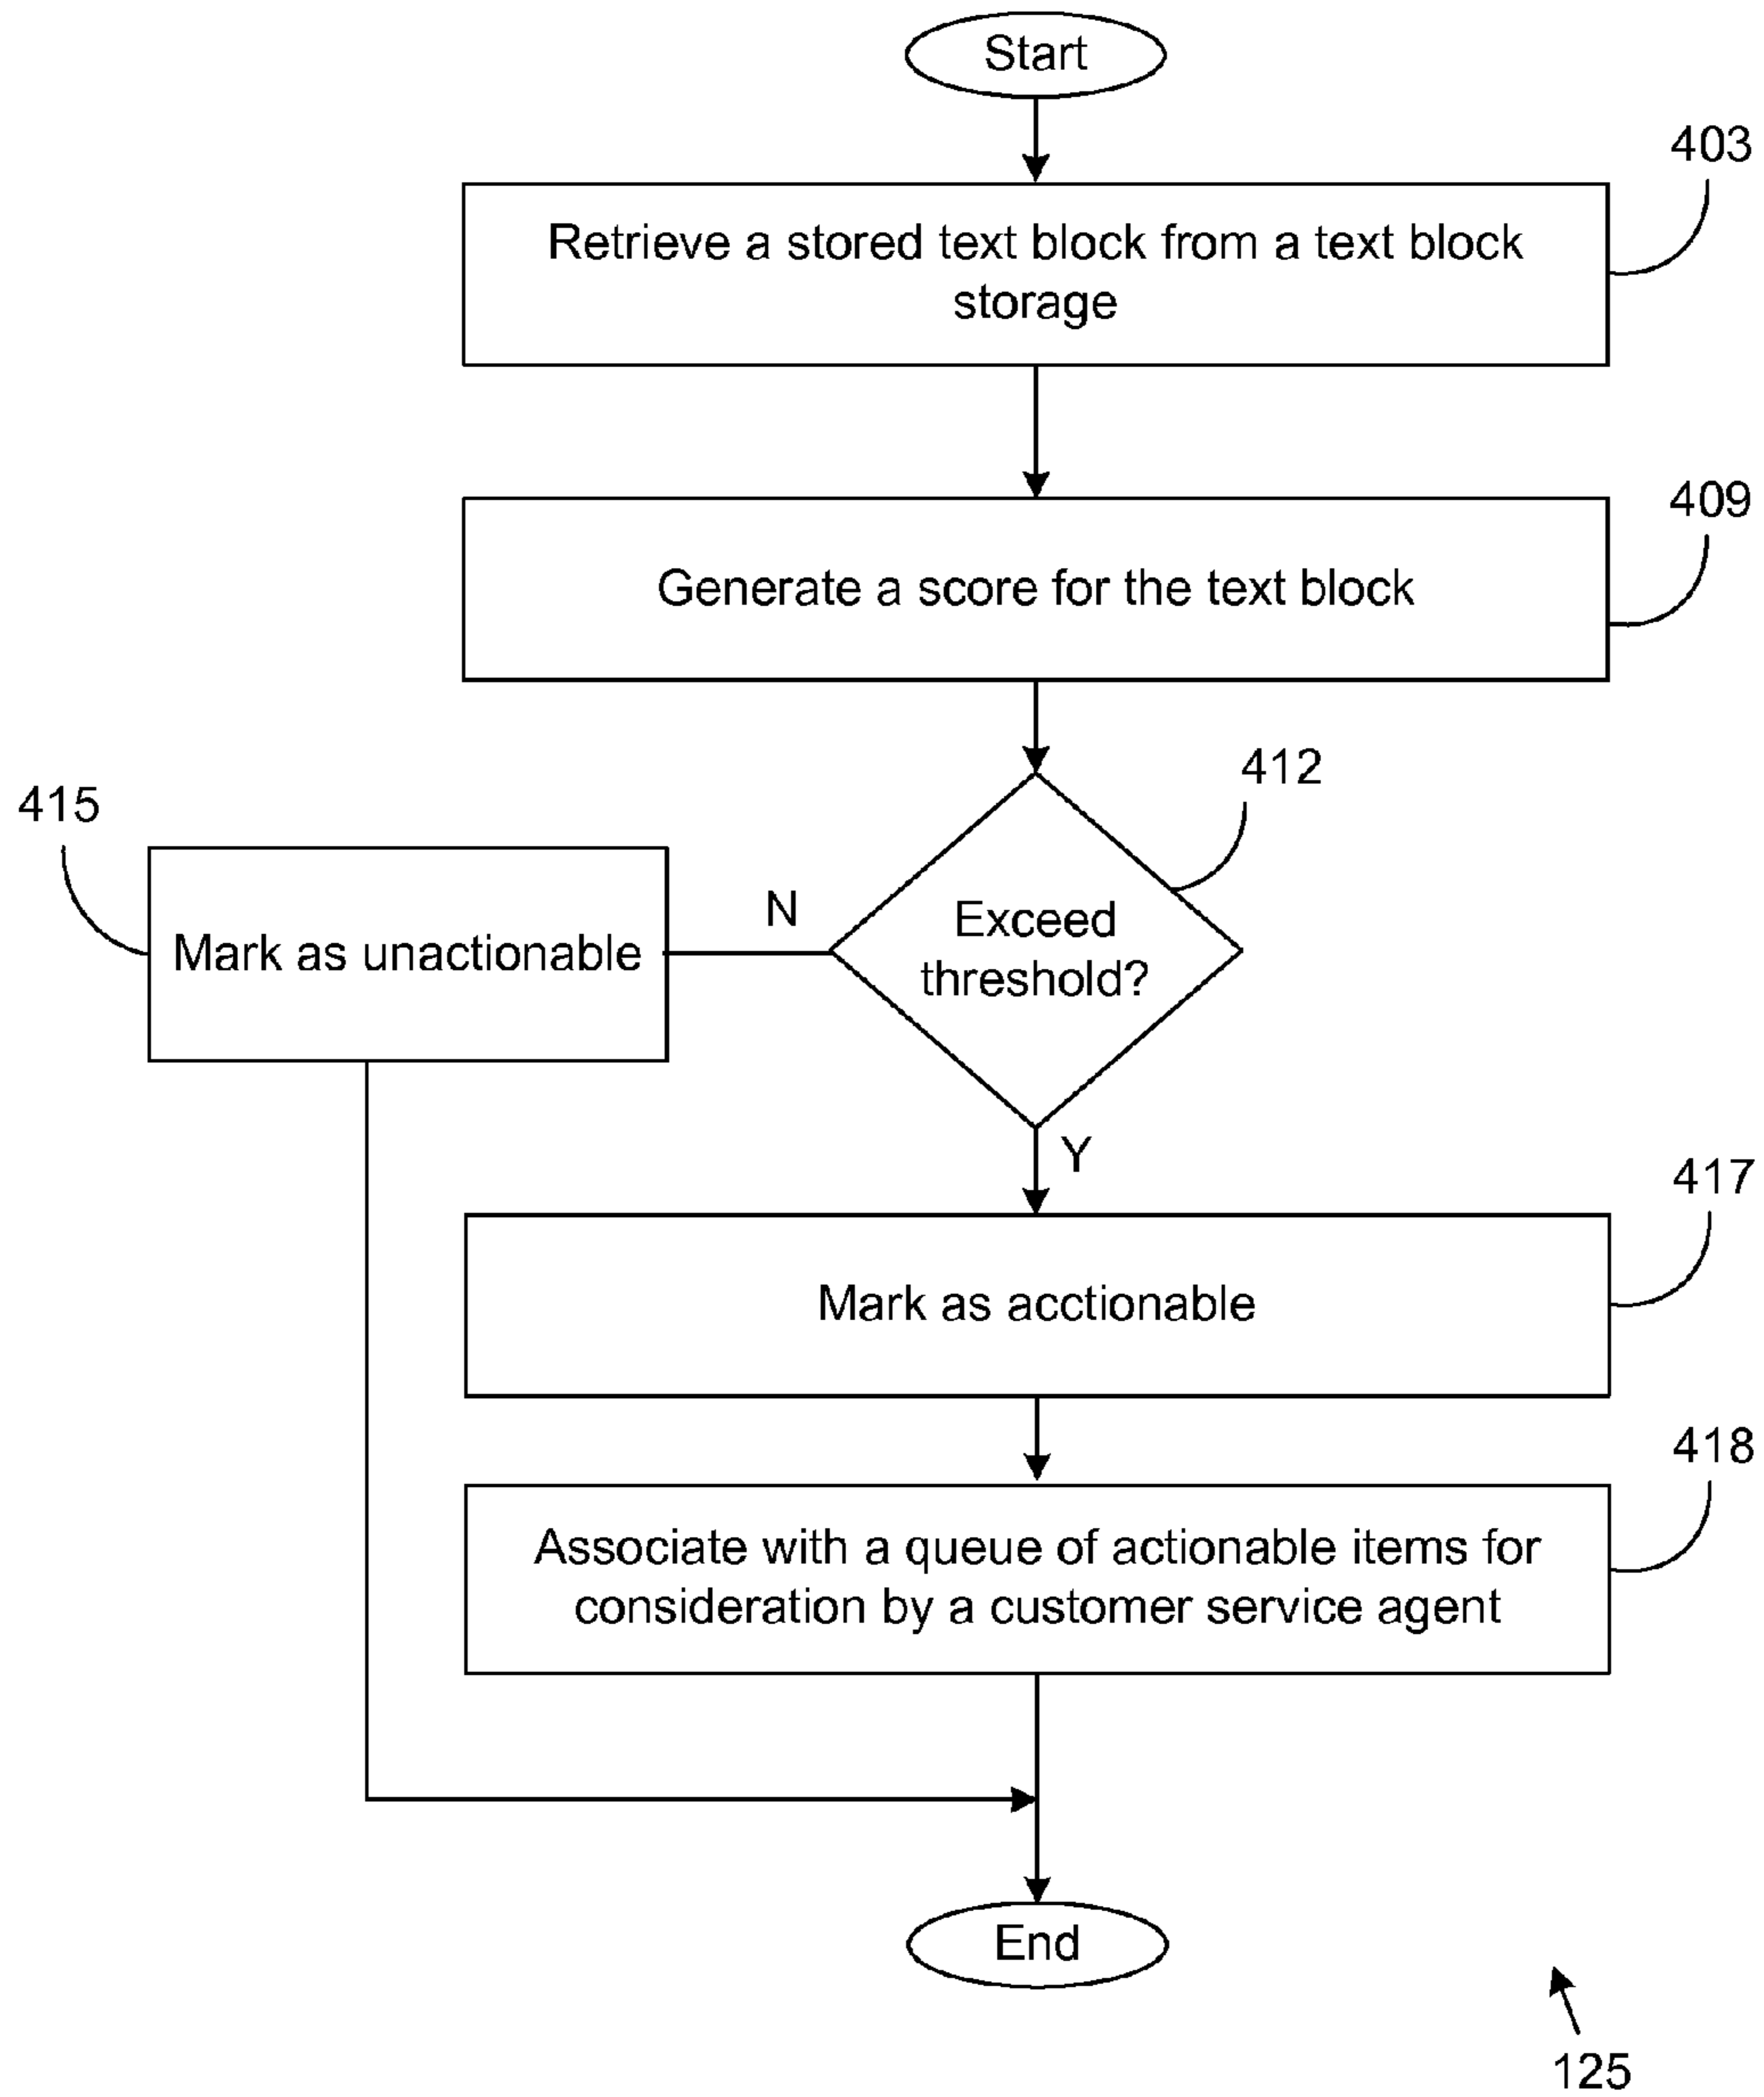 Start
403
Retrieve a stored text block from a text block
storage
409
Generate a score for the text block
412
415
N
Exceed
threshold?
Mark as unactionable
Y
417
Mark as acctionable
418
Associate with a queue of actionable items for
consideration by a customer service agent
End
125